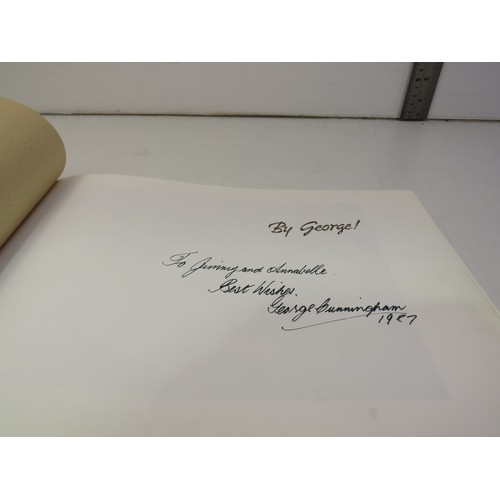 By George!
To Jimmy and Annabelle.
Best Wishes.
George Cunningham
1987